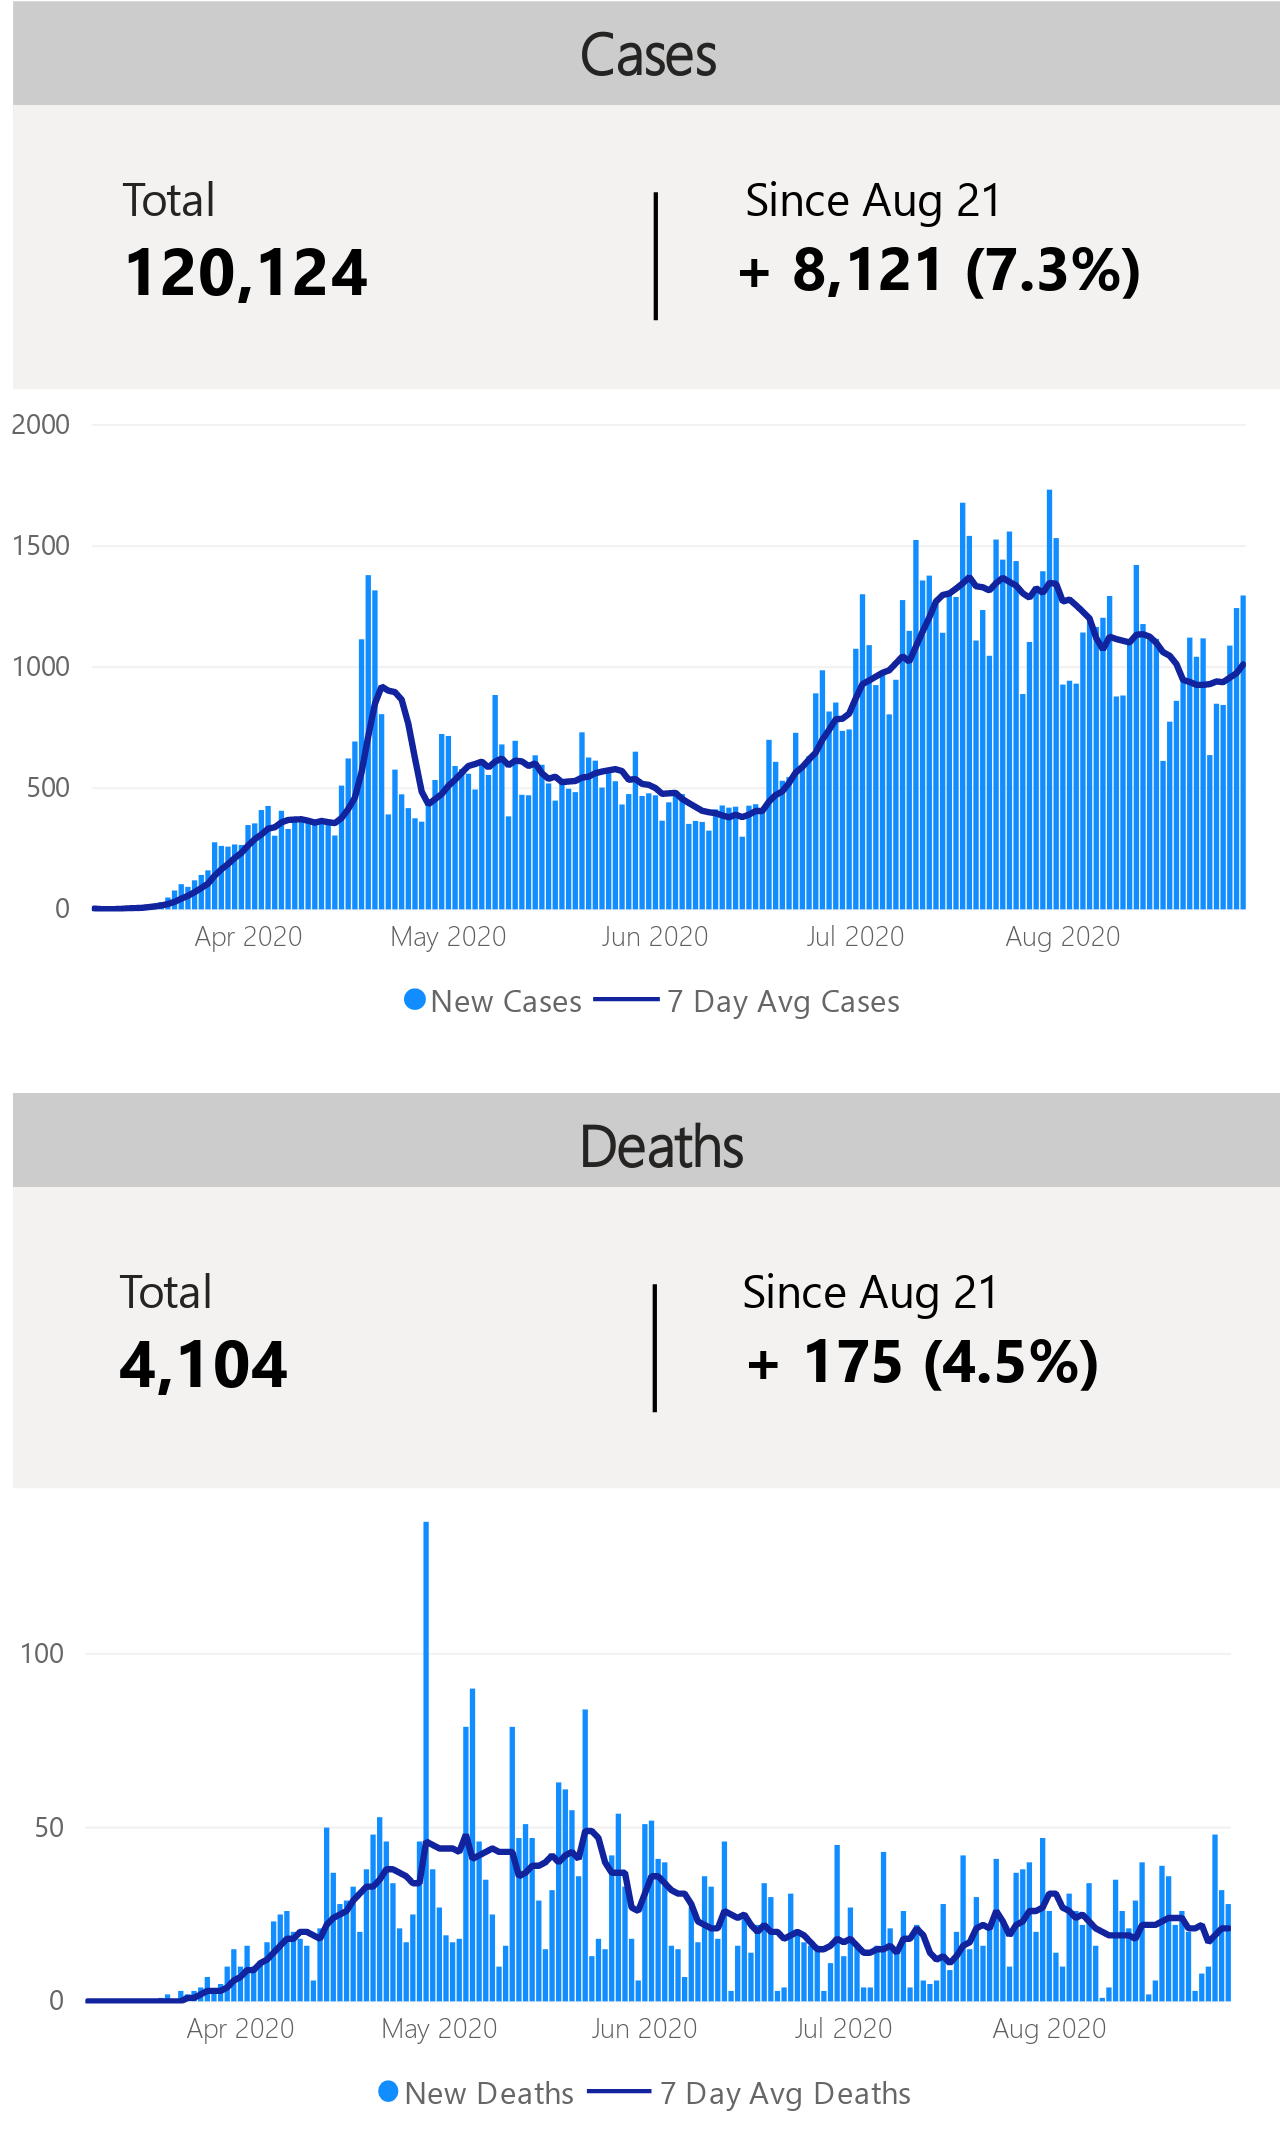 Cases
Total
Since Aug 21
120,124
+ 8,121 (7.3%)
2000
1500
1000
500
0
Apr 2020
May 2020
Jun 2020
Jul 2020
Aug 2020
New Cases
7 Day Avg Cases
Deaths
Total
Since Aug 21
4,104
+ 175 (4.5%)
100
50
0
Apr 2020
May 2020
Jun 2020
Jul 2020
Aug 2020
New Deaths
7 Day Avg Deaths